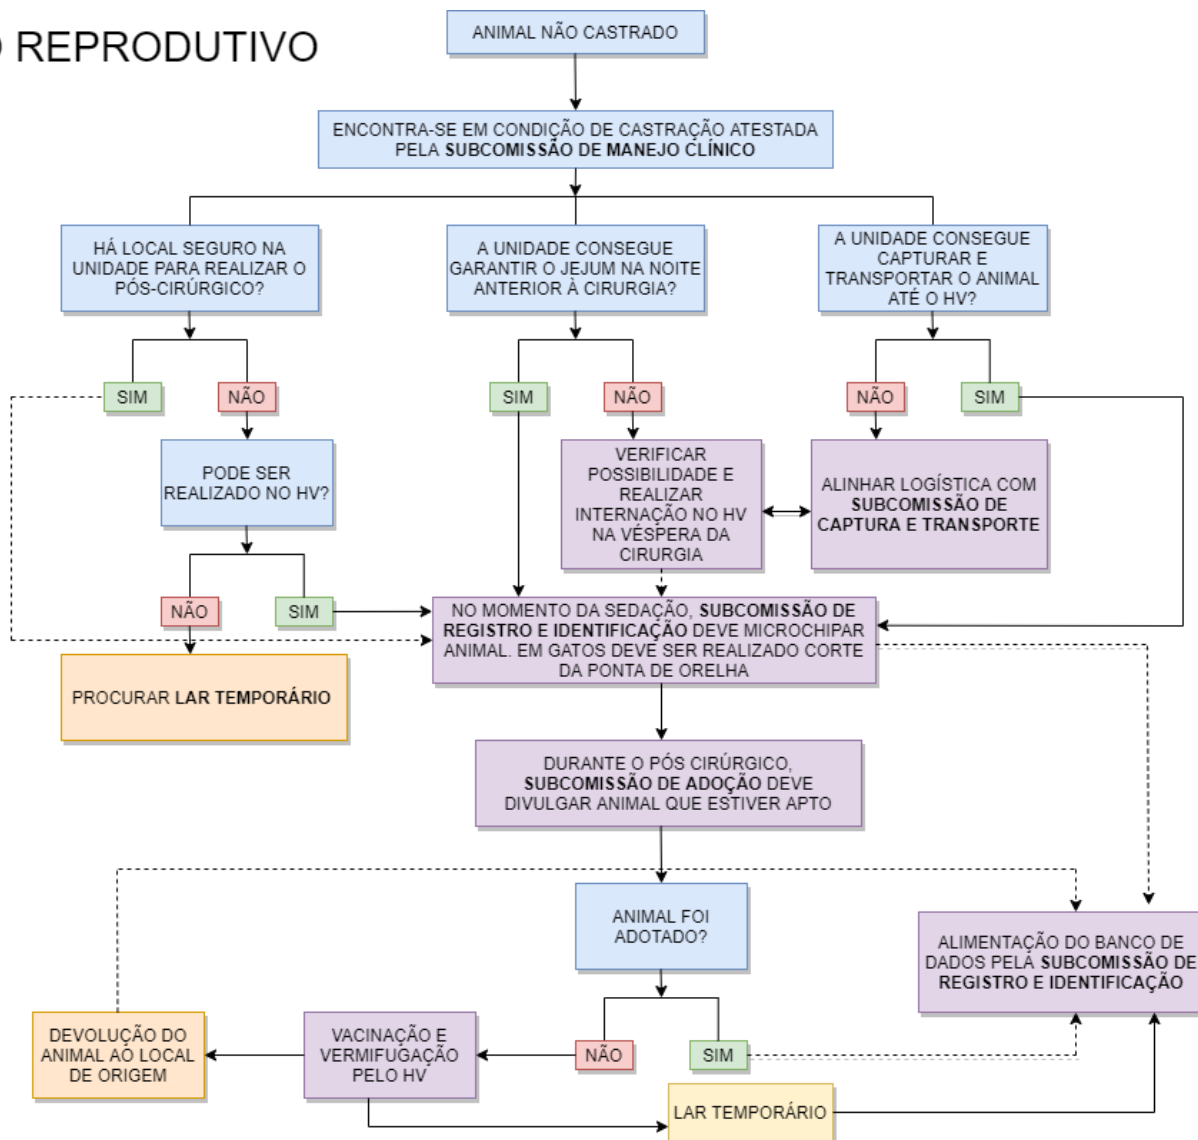 O REPRODUTIVO
ANIMAL NÃO CASTRADO
ENCONTRA-SE EM CONDIÇÃO DE CASTRAÇÃO ATESTADA
PELA SUBCOMISSÃO DE MANEJO CLÍNICO
HÁ LOCAL SEGURO NA
UNIDADE PARA REALIZAR O
PÓS-CIRÚRGICO?
A UNIDADE CONSEGUE
GARANTIR O JEJUM NA NOITE
ANTERIOR À CIRURGIA?
A UNIDADE CONSEGUE
CAPTURAR E
TRANSPORTAR O ANIMAL
ATÉ O HV?
SIM
NÃO
SIM
NÃO
NÃO
SIM
PODE SER
REALIZADO NO HV?
VERIFICAR
POSSIBILIDADE E
REALIZAR
INTERNAÇÃO NO HV
NA VÉSPERA DA
CIRURGIA
ALINHAR LOGÍSTICA COM
SUBCOMISSÃO DE
CAPTURA E TRANSPORTE
NÃO
SIM
NO MOMENTO DA SEDAÇÃO, SUBCOMISSÃO DE
REGISTRO E IDENTIFICAÇÃO DEVE MICROCHIPAR
ANIMAL. EM GATOS DEVE SER REALIZADO CORTE
DA PONTA DE ORELHA
PROCURAR LAR TEMPORÁRIO
DURANTE O PÓS CIRÚRGICO,
SUBCOMISSÃO DE ADOÇÃO DEVE
DIVULGAR ANIMAL QUE ESTIVER APTO
ANIMAL FOI
ADOTADO?
ALIMENTAÇÃO DO BANCO DE
DADOS PELA SUBCOMISSÃO DE
REGISTRO E IDENTIFICAÇÃO
DEVOLUÇÃO DO
ANIMAL AO LOCAL
DE ORIGEM
VACINAÇÃO E
VERMIFUGAÇÃO
PELO HV
NÃO
SIM
LAR TEMPORÁRIO